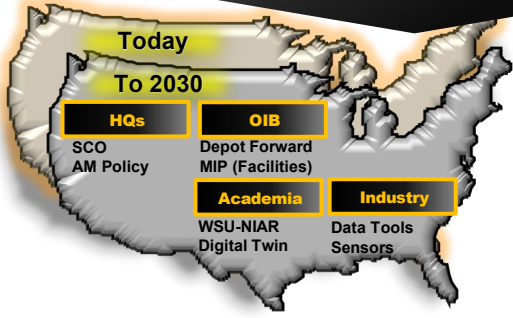 Today
To 2030
HQs
SCO
AM Policy
OIB
Depot Forward
MIP (Facilities)
Academia
WSU-NIAR
Digital Twin
Industry
Data Tools
Sensors